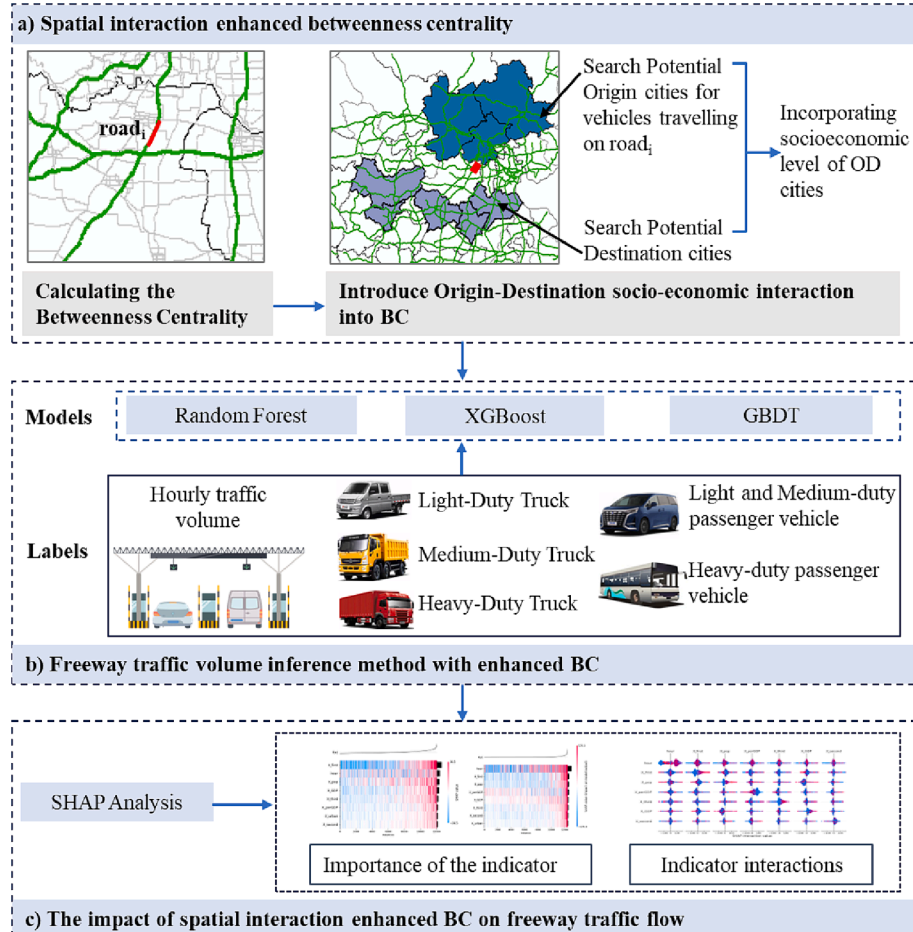 a) Spatial interaction enhanced betweenness centrality
road i
Search Potential
Origin cities for
vehicles travelling
on road i
Search Potential
Destination cities
Incorporating
socioeconomic
level of OD
cities
Calculating the
Betweenness Centrality
Introduce Origin-Destination socio-economic interaction
into BC
Models
Random Forest
XGBoost
GBDT
Labels
Hourly traffic
volume
Light-Duty Truck
Medium-Duty Truck
Heavy-Duty Truck
Light and Medium-duty
passenger vehicle
Heavy-duty passenger
vehicle
b) Freeway traffic volume inference method with enhanced BC
SHAP Analysis
Importance of the indicator
Indicator interactions
c) The impact of spatial interaction enhanced BC on freeway traffic flow